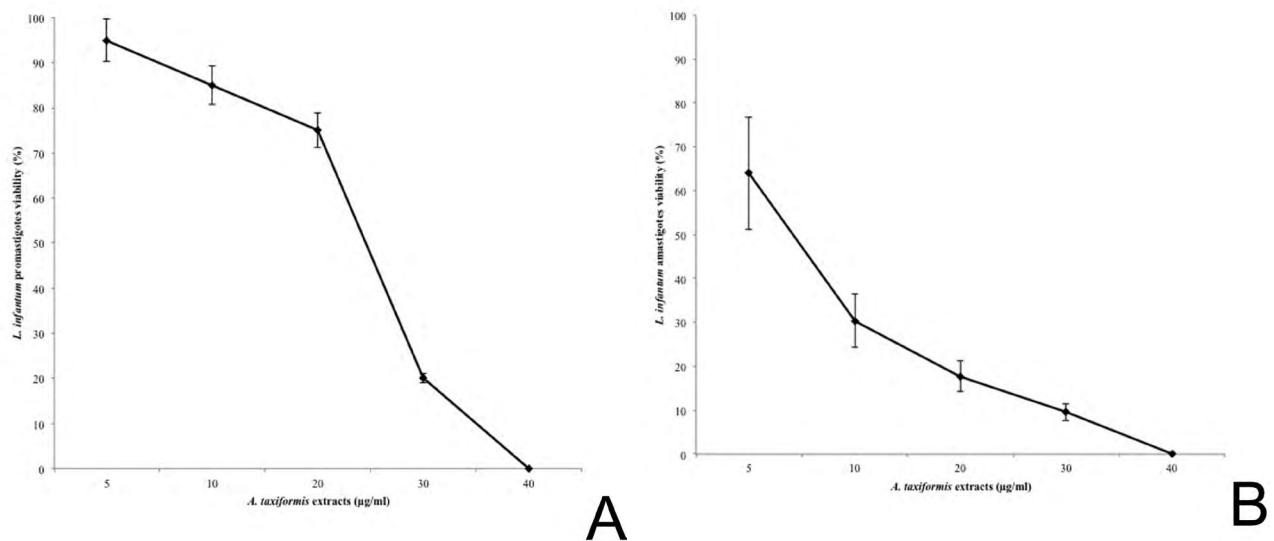 100
90
80
70
60
50
40
30
20
10
0
L. infantum promastigotes viability (%)
5 10 20 30 40
A. taxiformis extracts (µg/ml)
A
100
90
80
70
60
50
40
30
20
10
0
L. infantum amastigotes viability (%)
5 10 20 30 40
A. taxiformis extracts (µg/ml)
B